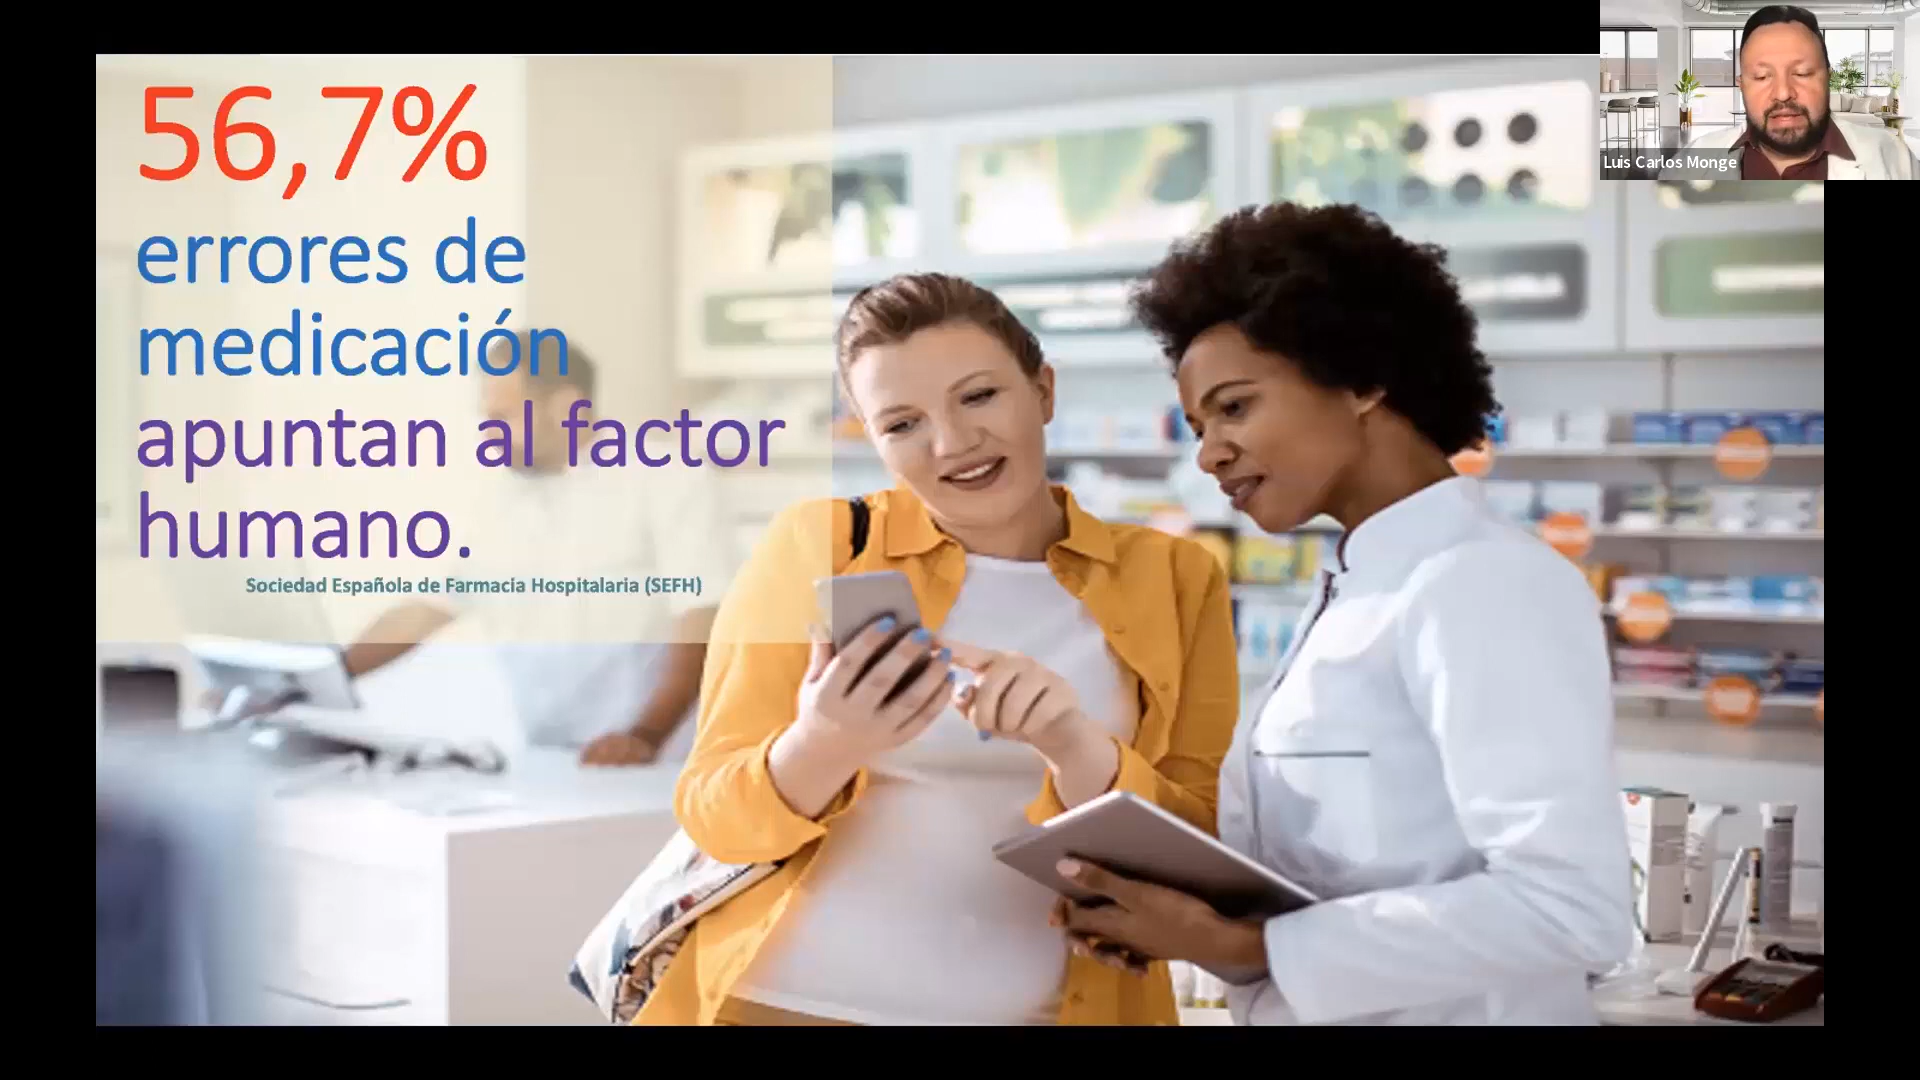 56,7%
errores de
medicación
apuntan al factor
humano.
Sociedad Española de Farmacia Hospitalaria (SEFH)
Luis Carlos Monge